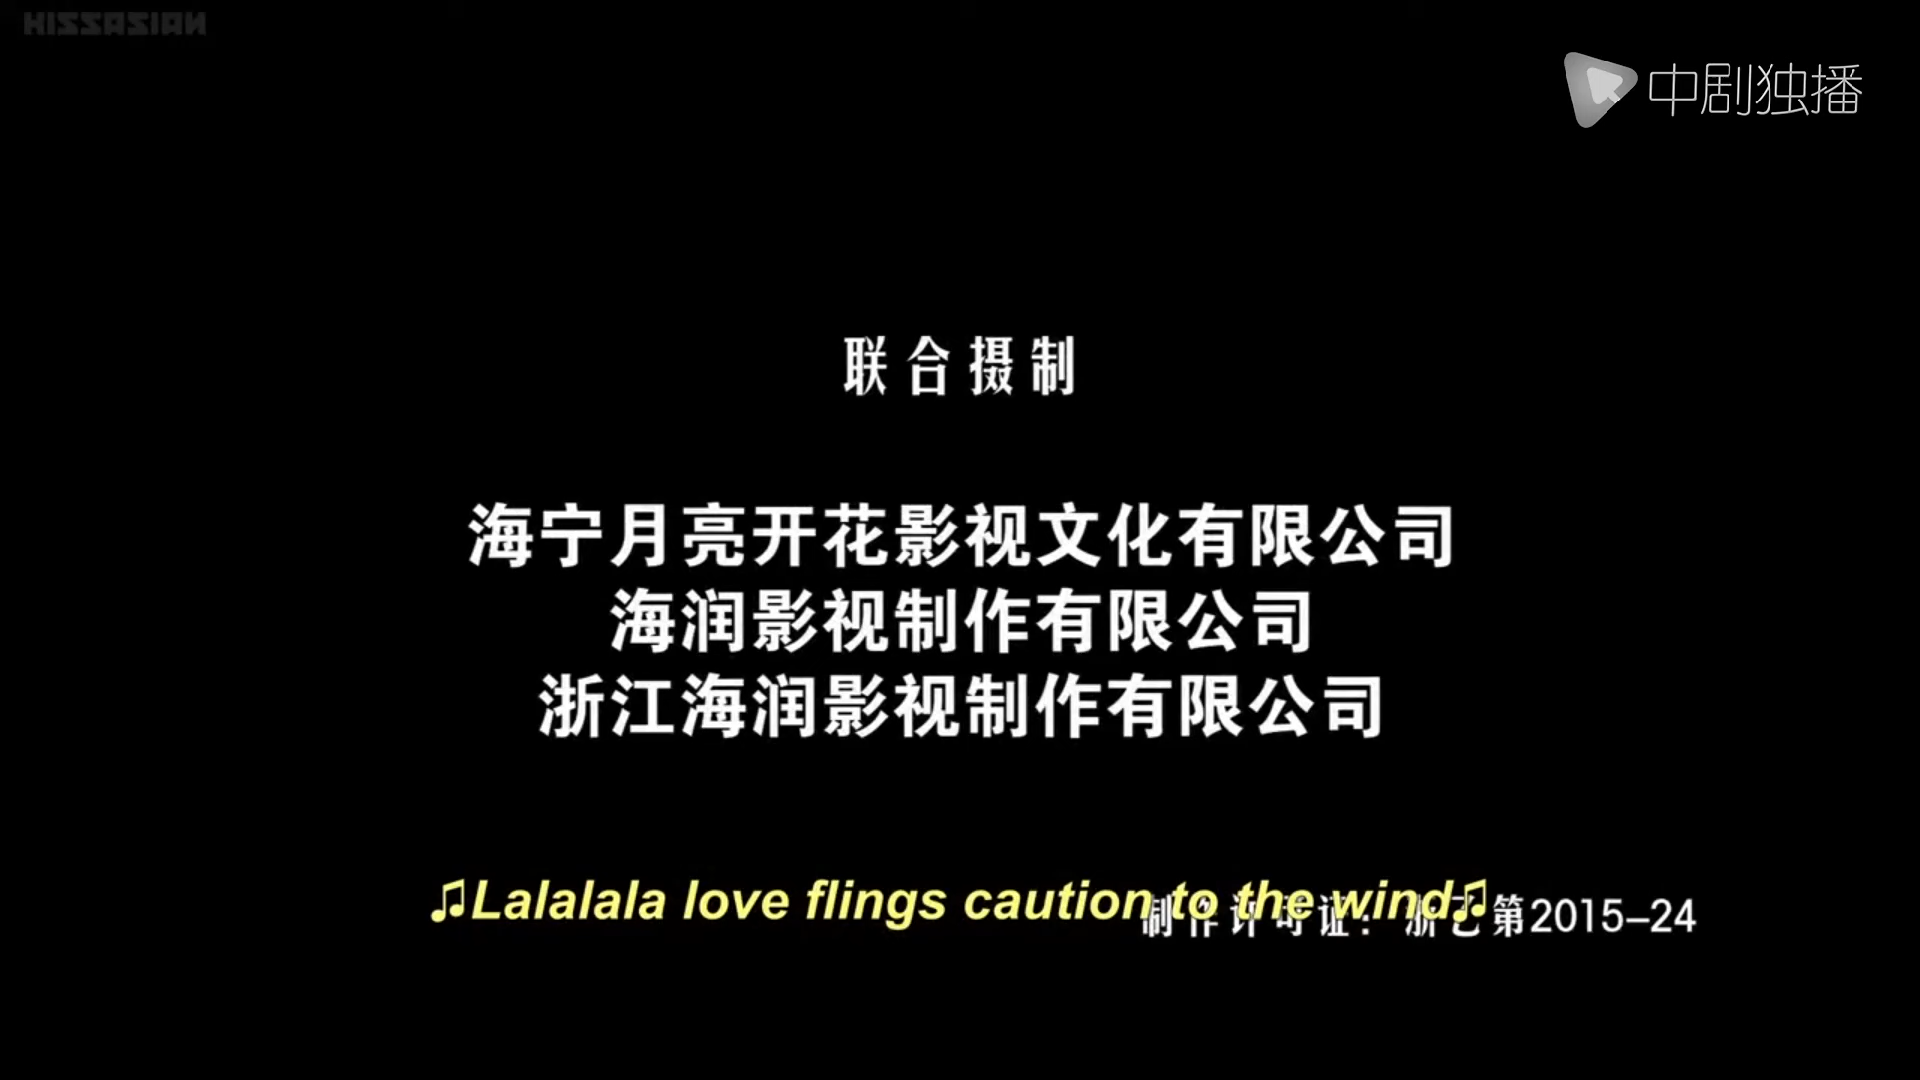 KISSASIAN
中剧独播
联合摄制
海宁月亮开花影视文化有限公司
海润影视制作有限公司
浙江海润影视制作有限公司
♫Lalalala love flings caution to the wind♫
制作许可证：浙乙第2015-24